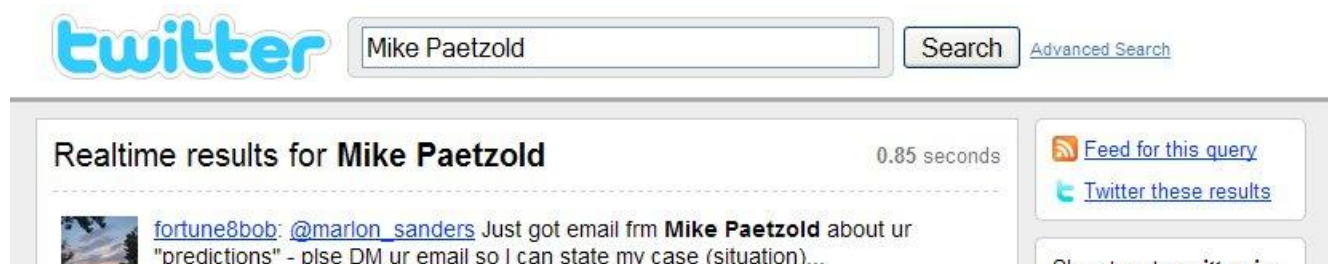 twitter
Mike Paetzold
Search
Advanced Search
Realtime results for Mike Paetzold
0.85 seconds
fortune8bob: @marlon_sanders Just got email frm Mike Paetzold about ur
"predictions" - plse DM ur email so I can state my case (situation)...
Feed for this query
Twitter these results